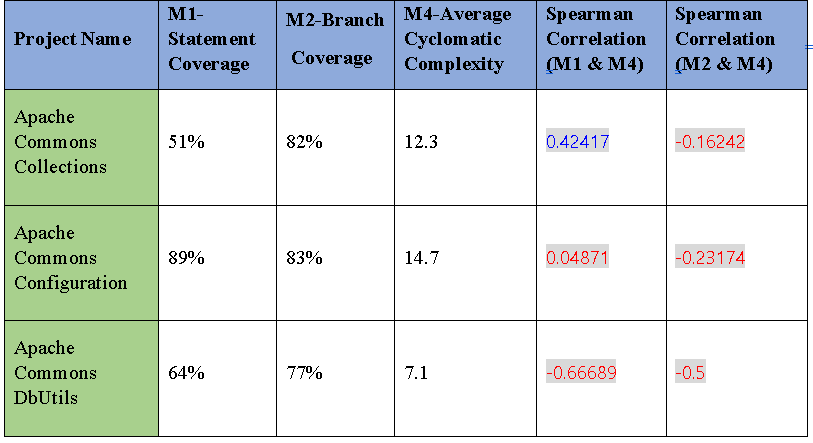 Project Name
M1-
Statement
Coverage
M2-Branch
Coverage
M4-Average
Cyclomatic
Complexity
Spearman
Correlation
(M1 & M4)
Spearman
Correlation
(M2 & M4)
=
Apache
Commons
Collections
51%
82%
12.3
0.42417
-0.16242
Apache
Commons
Configuration
89%
83%
14.7
0.04871
-0.23174
Apache
Commons
DbUtils
64%
77%
7.1
-0.66689
-0.5